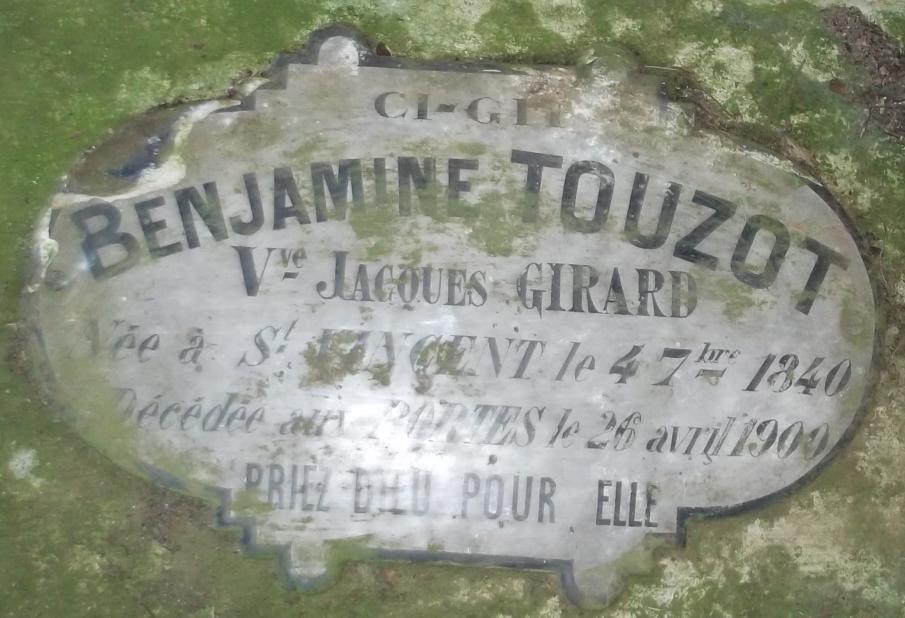 CI-GIT
BENJAMINE TOUZOT
Vve JACQUES GIRARD
Née à St VINCENT le 4 7bre 1840
Décédée aux PORTES le 26 avril 1900
PRIEZ DIEU POUR ELLE